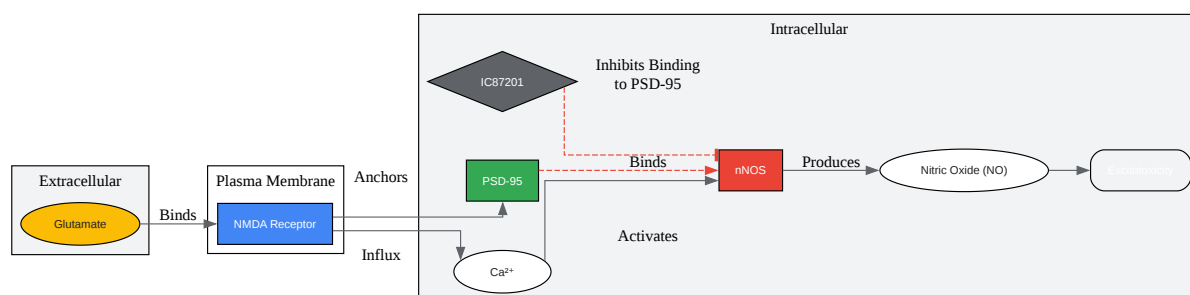 Intracellular
IC87201
Inhibits Binding
to PSD-95
Extracellular
Plasma Membrane
Anchors
PSD-95
Binds
nNOS
Produces
Nitric Oxide (NO)
Excitotoxicity
Glutamate
Binds
NMDA Receptor
Influx
Activates
Ca²⁺